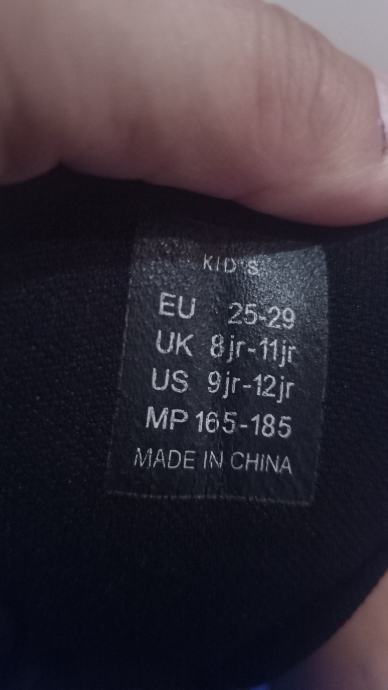 KID'S
EU 25-29
UK 8jr-11jr
US 9jr-12jr
MP 165-185
MADE IN CHINA